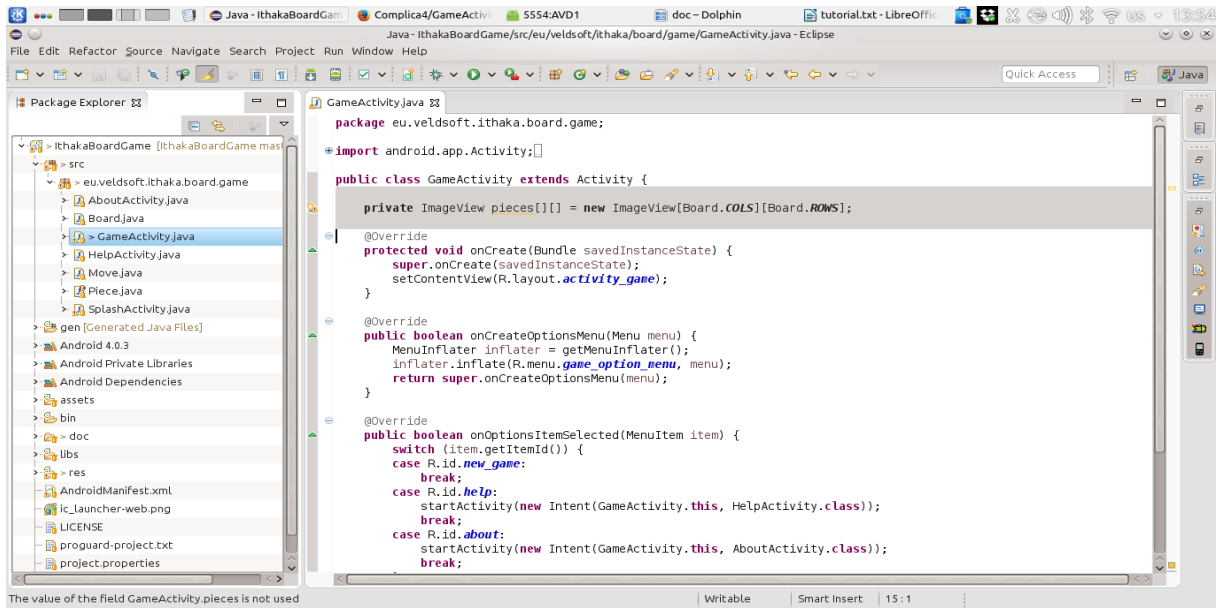 Java - IthakaBoardGam
Complica4/GameActivi
5554:AVD1
doc – Dolphin
tutorial.txt - LibreOffic
US
13:54
Java - IthakaBoardGame/src/eu/veldsoft/ithaka/board/game/GameActivity.java - Eclipse
File Edit Refactor Source Navigate Search Project Run Window Help
Quick Access
Java
Package Explorer
> IthakaBoardGame [IthakaBoardGame mas
> src
> eu.veldsoft.ithaka.board.game
AboutActivity.java
Board.java
> GameActivity.java
HelpActivity.java
Move.java
Piece.java
SplashActivity.java
gen [Generated Java Files]
Android 4.0.3
Android Private Libraries
Android Dependencies
assets
bin
> doc
libs
> res
AndroidManifest.xml
ic_launcher-web.png
LICENSE
proguard-project.txt
project.properties
GameActivity.java
package eu.veldsoft.ithaka.board.game;
import android.app.Activity;
public class GameActivity extends Activity {
private ImageView pieces[][] = new ImageView[Board.COLS][Board.ROWS];
@Override
protected void onCreate(Bundle savedInstanceState) {
super.onCreate(savedInstanceState);
setContentView(R.layout.activity_game);
}
@Override
public boolean onCreateOptionsMenu(Menu menu) {
MenuInflater inflater = getMenuInflater();
inflater.inflate(R.menu.game_option_menu, menu);
return super.onCreateOptionsMenu(menu);
}
@Override
public boolean onOptionsItemSelected(MenuItem item) {
switch (item.getItemId()) {
case R.id.new_game:
break;
case R.id.help:
startActivity(new Intent(GameActivity.this, HelpActivity.class));
break;
case R.id.about:
startActivity(new Intent(GameActivity.this, AboutActivity.class));
break;
The value of the field GameActivity.pieces is not used
Writable
Smart Insert
15 : 1